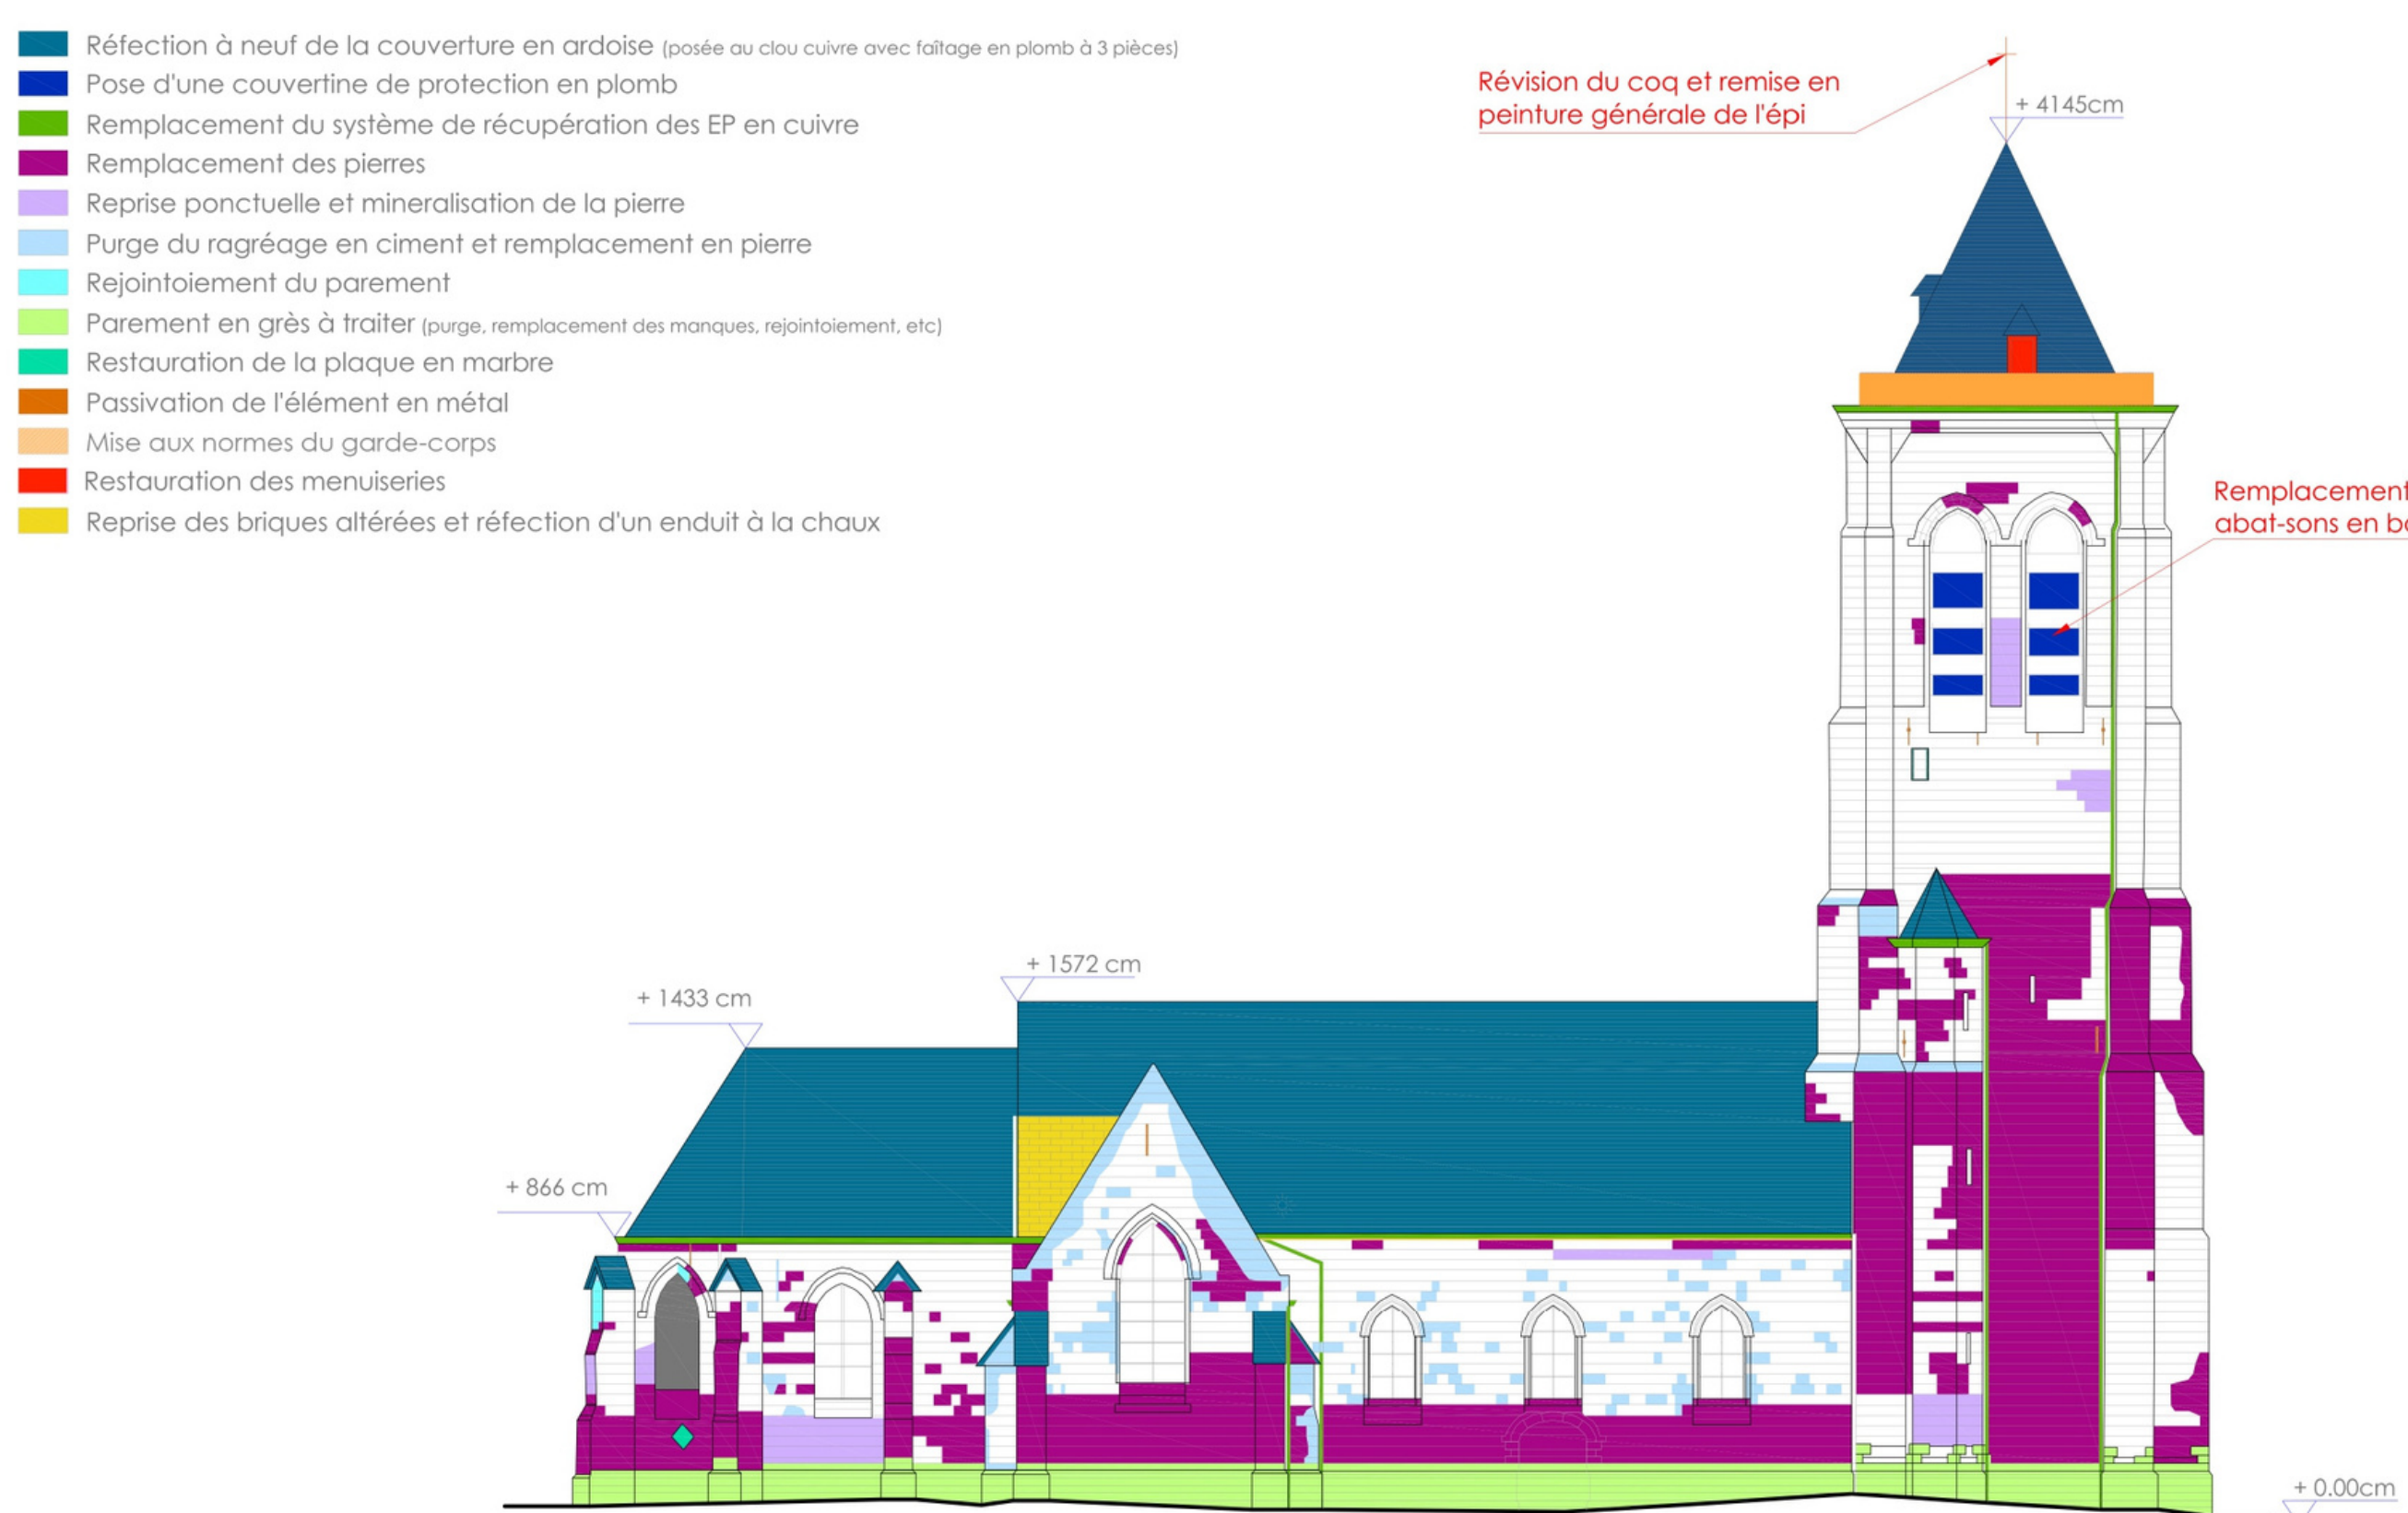 Réfection à neuf de la couverture en ardoise (posée au clou cuivre avec faîtage en plomb à 3 pièces)
Pose d'une couvertine de protection en plomb
Remplacement du système de récupération des EP en cuivre
Remplacement des pierres
Reprise ponctuelle et mineralisation de la pierre
Purge du ragréage en ciment et remplacement en pierre
Rejointoiement du parement
Parement en grès à traiter (purge, remplacement des manques, rejointoiement, etc)
Restauration de la plaque en marbre
Passivation de l'élément en métal
Mise aux normes du garde-corps
Restauration des menuiseries
Reprise des briques altérées et réfection d'un enduit à la chaux
Révision du coq et remise en
peinture générale de l'épi
+ 4145cm
Remplacement
abat-sons en
+ 1572 cm
+ 1433 cm
+ 866 cm
+ 0.00cm